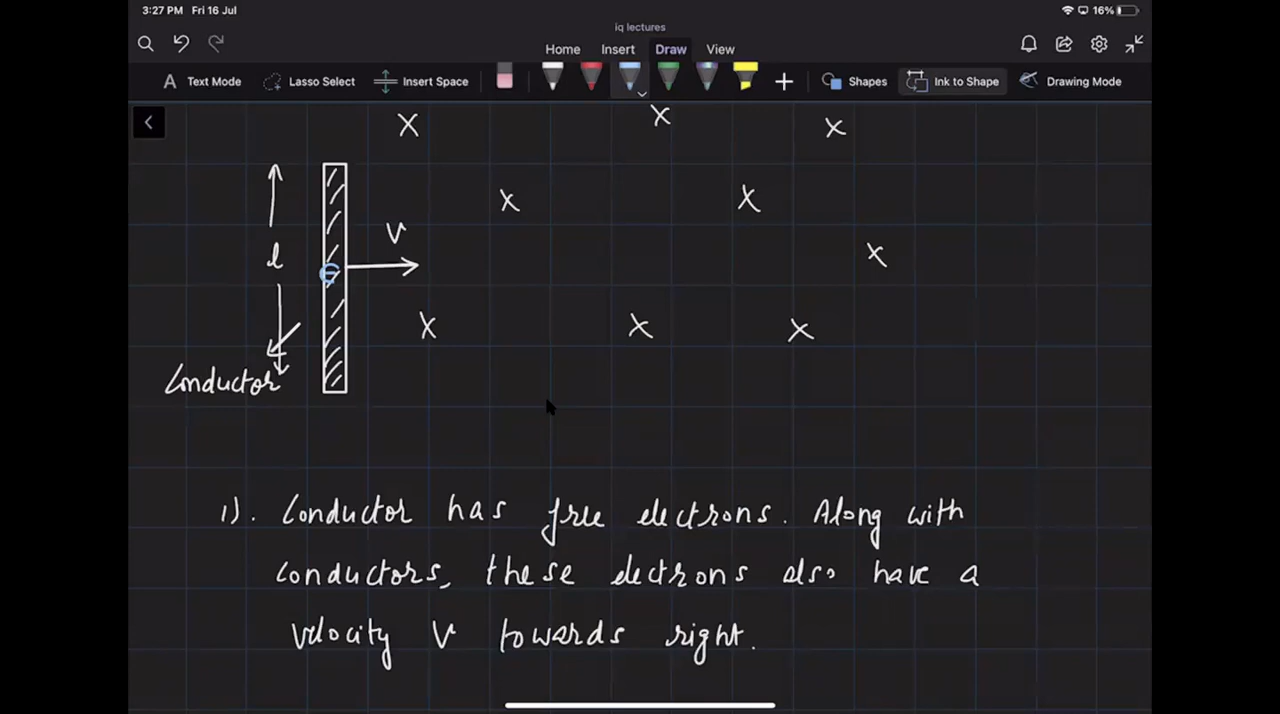 3:27 PM Fri 16 Jul
16%
iq lectures
Home Insert Draw View
Text Mode Lasso Select Insert Space Shapes Ink to Shape Drawing Mode
X X X
X X
V
l
X
X X X
Conductor
1). Conductor has free electrons. Along with
conductors, these electrons also have a
velocity V towards right.